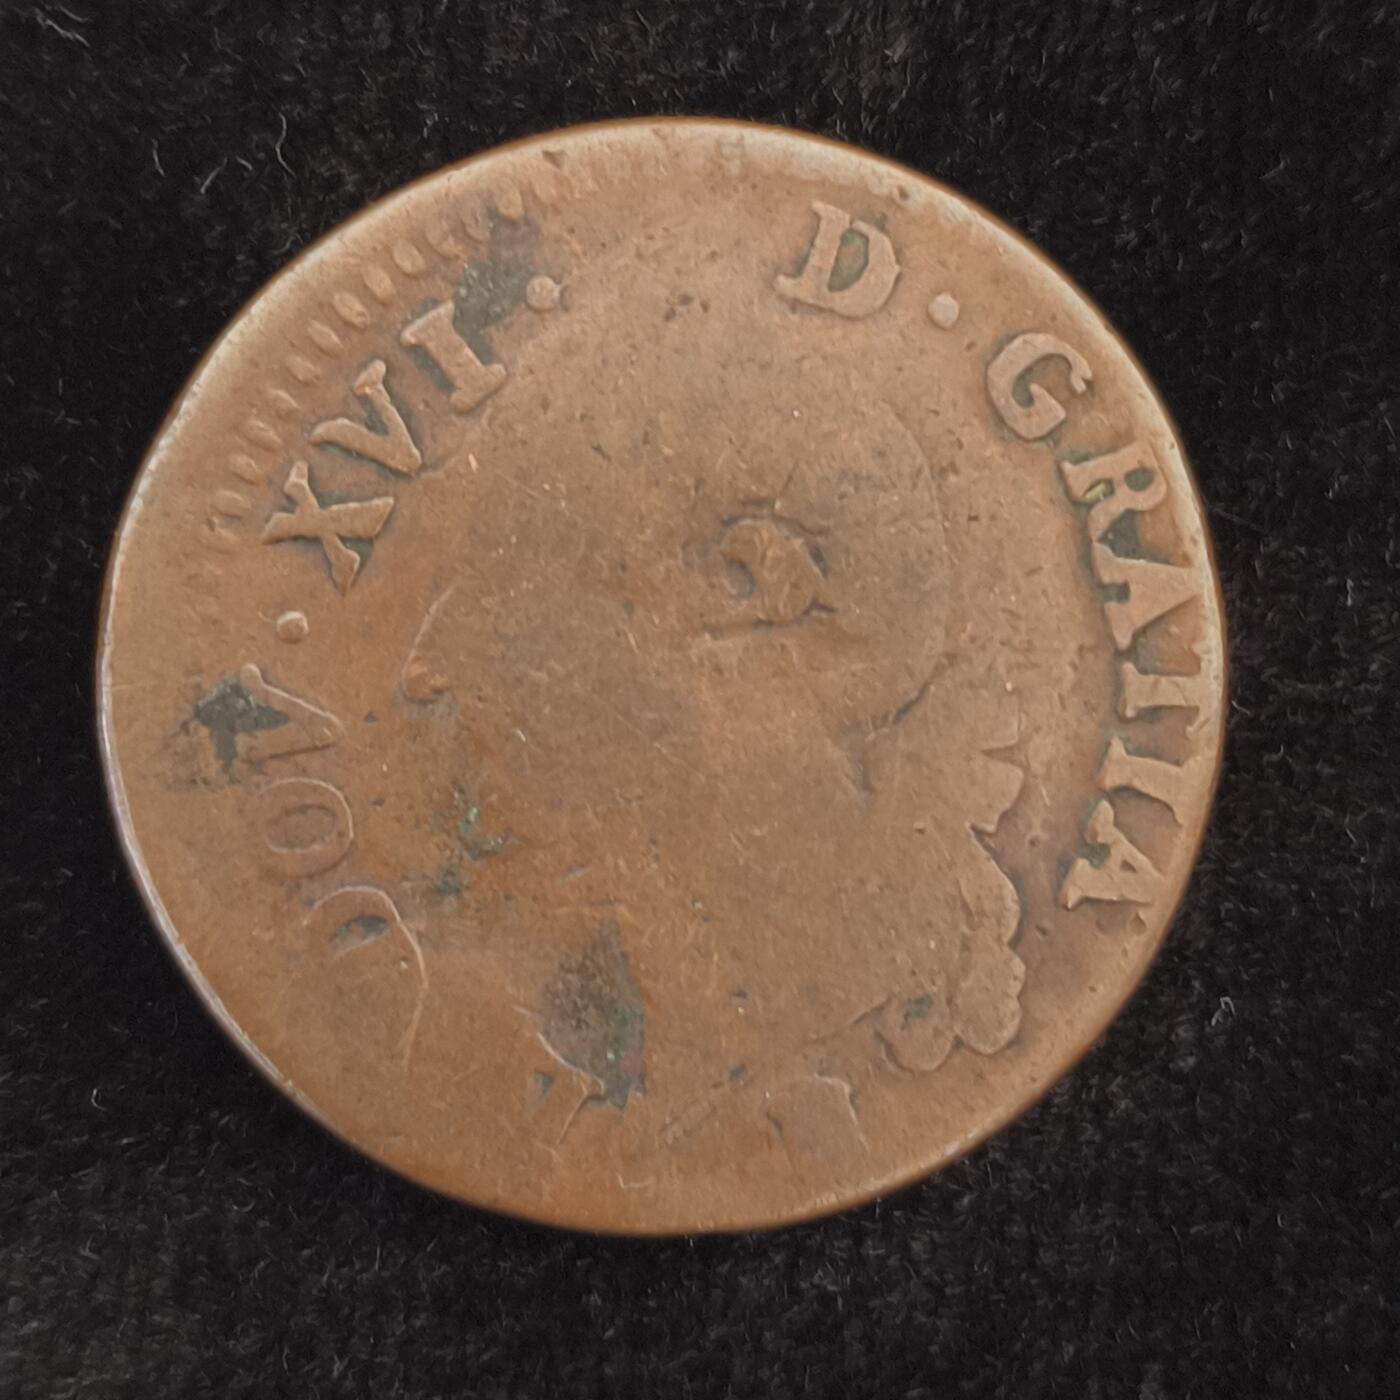 LUDOV · XVI · D · GRATIA